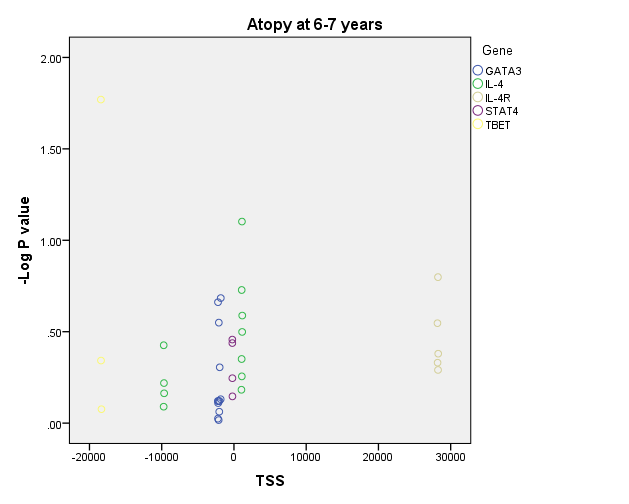 Atopy at 6-7 years
Gene
GATA3
IL-4
IL-4R
STAT4
TBET
-Log P value
2.00
1.50
1.00
.50
.00
-20000 -10000 0 10000 20000 30000
TSS